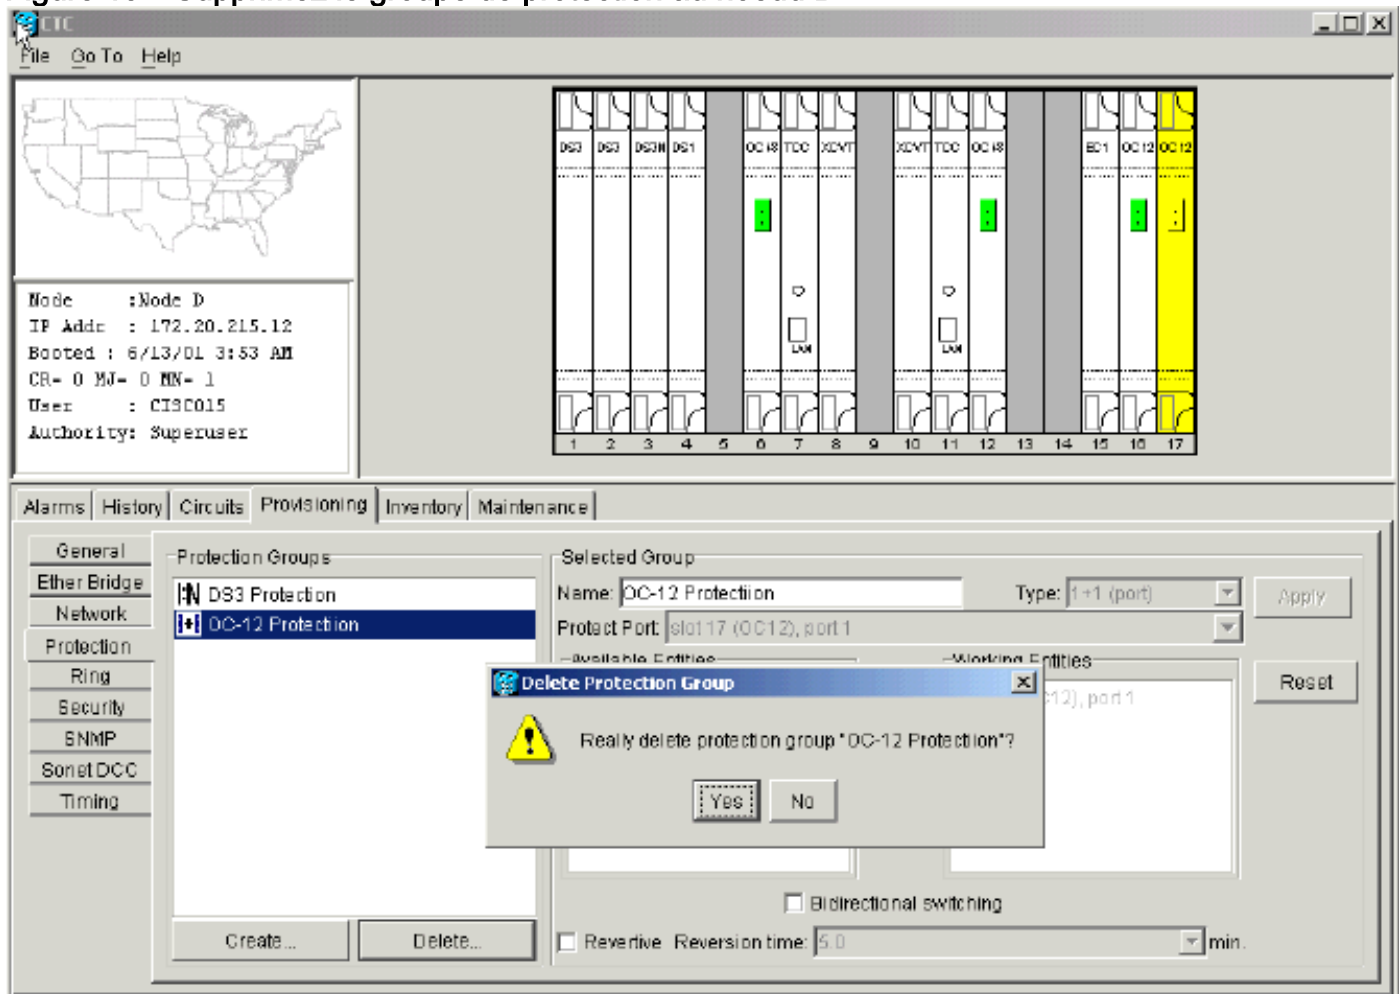 CTC
File Go To Help
DS3 DS3 DS3N DS1 OC48 TCC XCVT XCVT TCC OC48 EC1 OC12 OC12
LAN LAN
1 2 3 4 5 6 7 8 9 10 11 12 13 14 15 16 17
Node :Node D
IP Addr : 172.20.215.12
Booted : 6/13/01 3:53 AM
CR- 0 MJ- 0 MN- 1
User : CISCO15
Authority: Superuser
Alarms History Circuits Provisioning Inventory Maintenance
General
Ether Bridge
Network
Protection
Ring
Security
SNMP
Sonet DCC
Timing
Protection Groups
DS3 Protection
OC-12 Protectiion
Create... Delete...
Selected Group
Name: OC-12 Protectiion Type: 1+1 (port) Apply
Protect Port: slot 17 (OC12), port 1
Available Entities Working Entities
C12), port 1 Reset
Delete Protection Group
Really delete protection group "OC-12 Protectiion"?
Yes No
Bidirectional switching
Revertive Reversion time: 5.0 min.